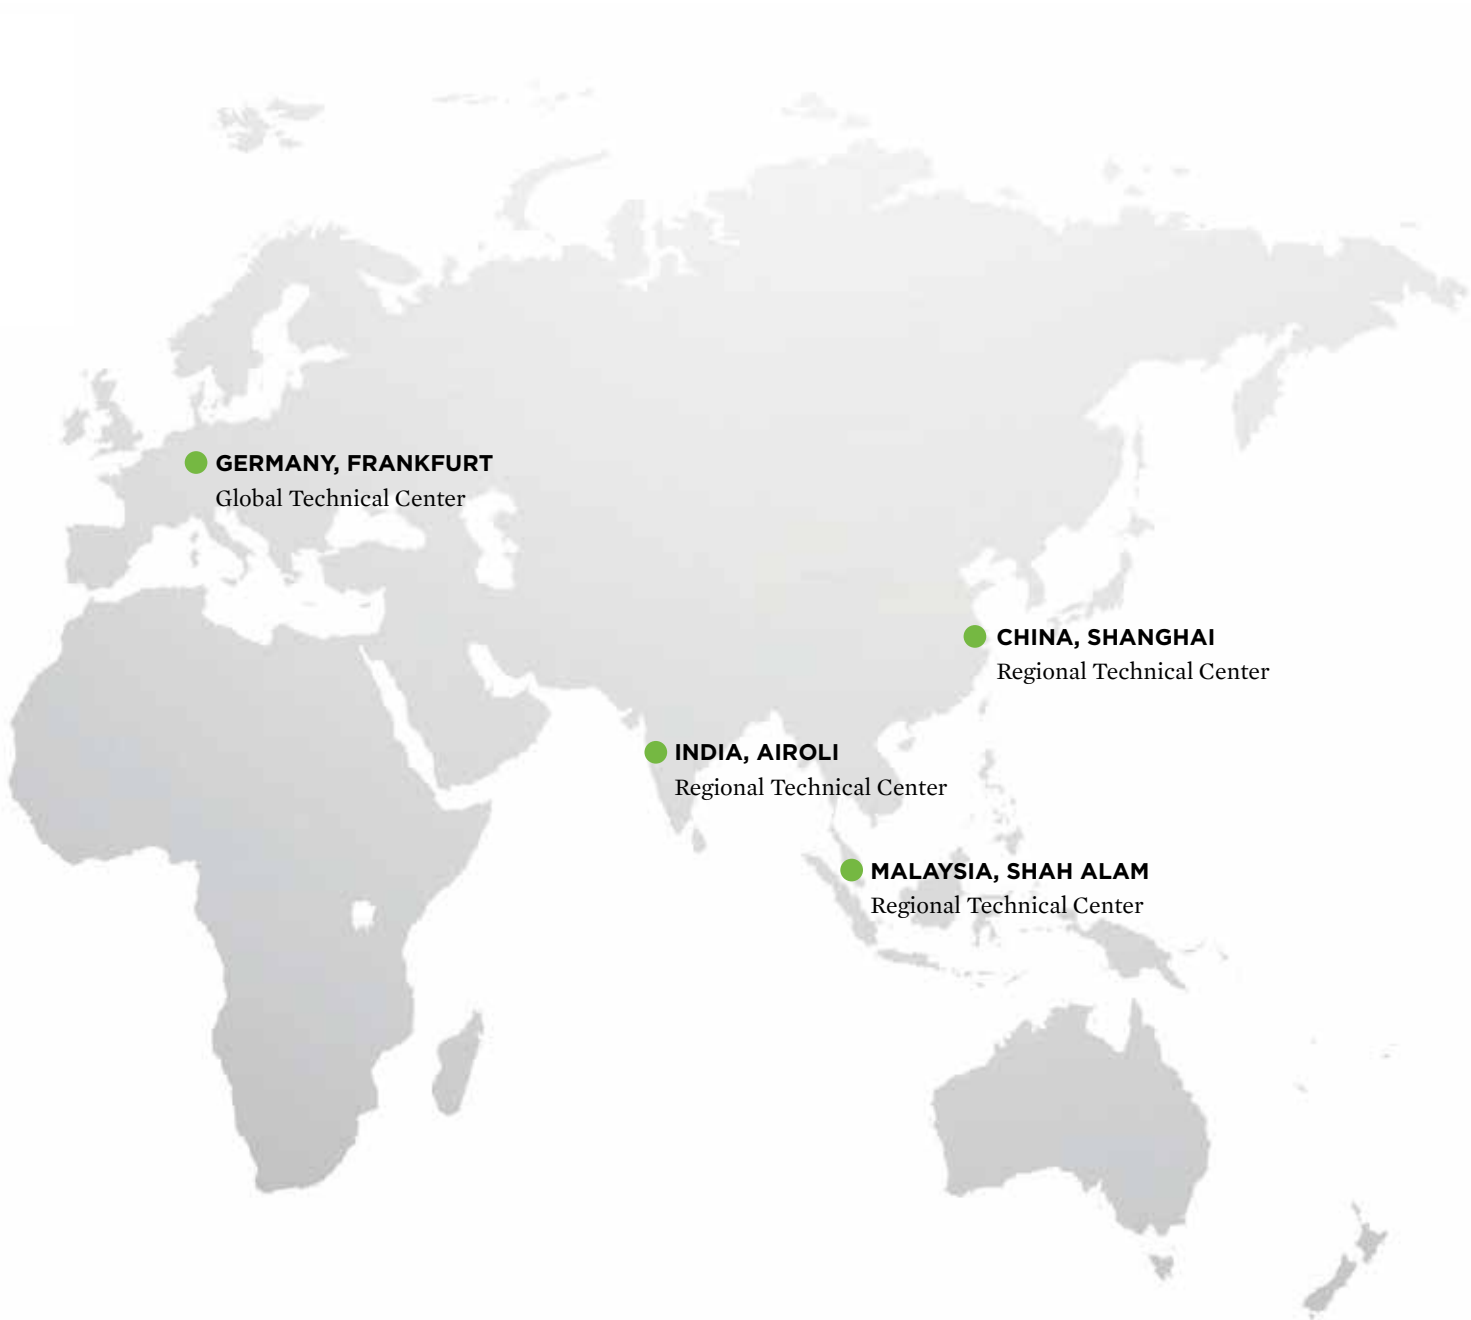 GERMANY, FRANKFURT
Global Technical Center
CHINA, SHANGHAI
Regional Technical Center
INDIA, AIROLI
Regional Technical Center
MALAYSIA, SHAH ALAM
Regional Technical Center